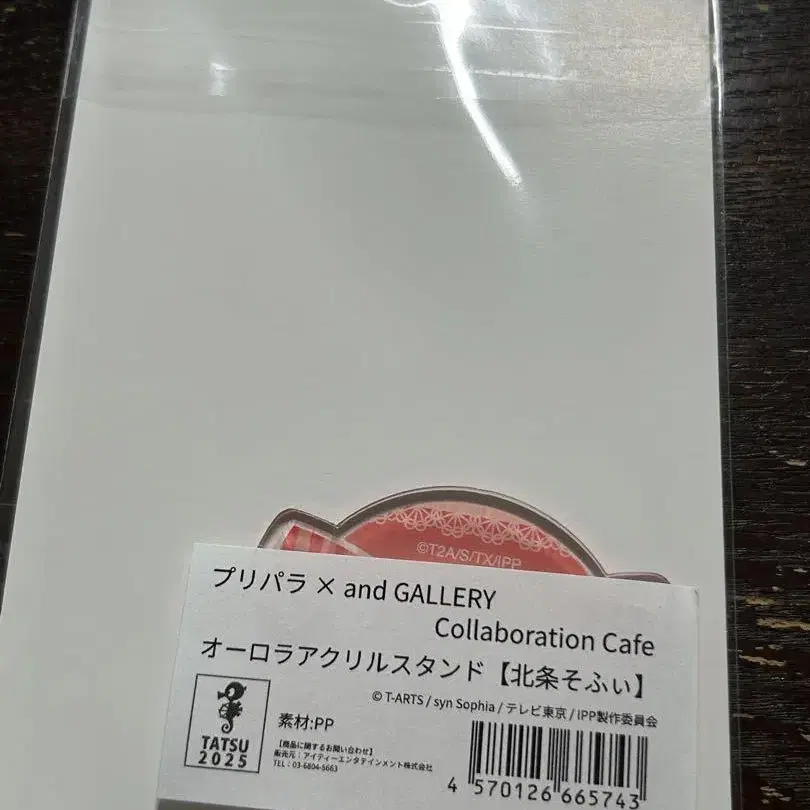 ©T2A/S/TX/IPP
プリパラ × and GALLERY
Collaboration Cafe
オーロラアクリルスタンド【北条そふぃ】
© T-ARTS / syn Sophia / テレビ東京 / IPP製作委員会
TATSU
2025
素材:PP
【商品に関するお問い合わせ】
販売元：アイティーエンタテインメント株式会社
TEL：03-6804-5663
4 570126 665743